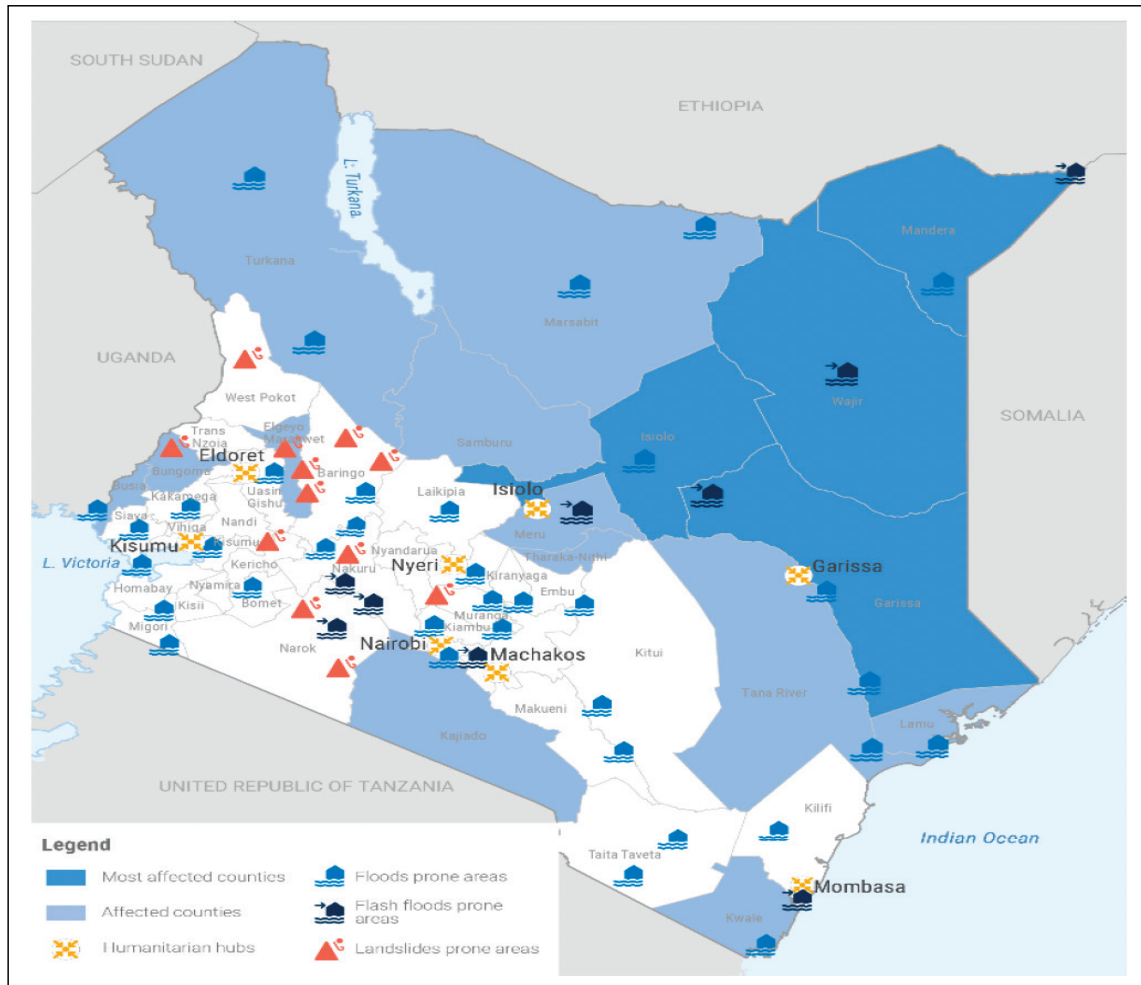 SOUTH SUDAN
ETHIOPIA
L. Turkana
Mandera
Turkana
Marsabit
UGANDA
Wajir
SOMALIA
West Pokot
Trans
Nzoia
Elgeyo
Marakwet
Samburu
Isiolo
Eldoret
Bungoma
Baringo
Busia
Kakamega
Uasin
Gishu
Laikipia
Isiolo
Siaya
Vihiga
Nandi
Meru
Kisumu
Kisumu
Nyandarua
Tharaka-Nithi
L. Victoria
Kericho
Nakuru
Nyeri
Kiranyaga
Garissa
Homabay
Nyamira
Embu
Kisii
Bomet
Muranga
Garissa
Migori
Kiambu
Narok
Nairobi
Machakos
Kitui
Tana River
Makueni
Lamu
Kajiado
UNITED REPUBLIC OF TANZANIA
Kilifi
Indian Ocean
Taita Taveta
Mombasa
Kwale
Legend
Most affected counties
Floods prone areas
Affected counties
Flash floods prone
areas
Humanitarian hubs
Landslides prone areas